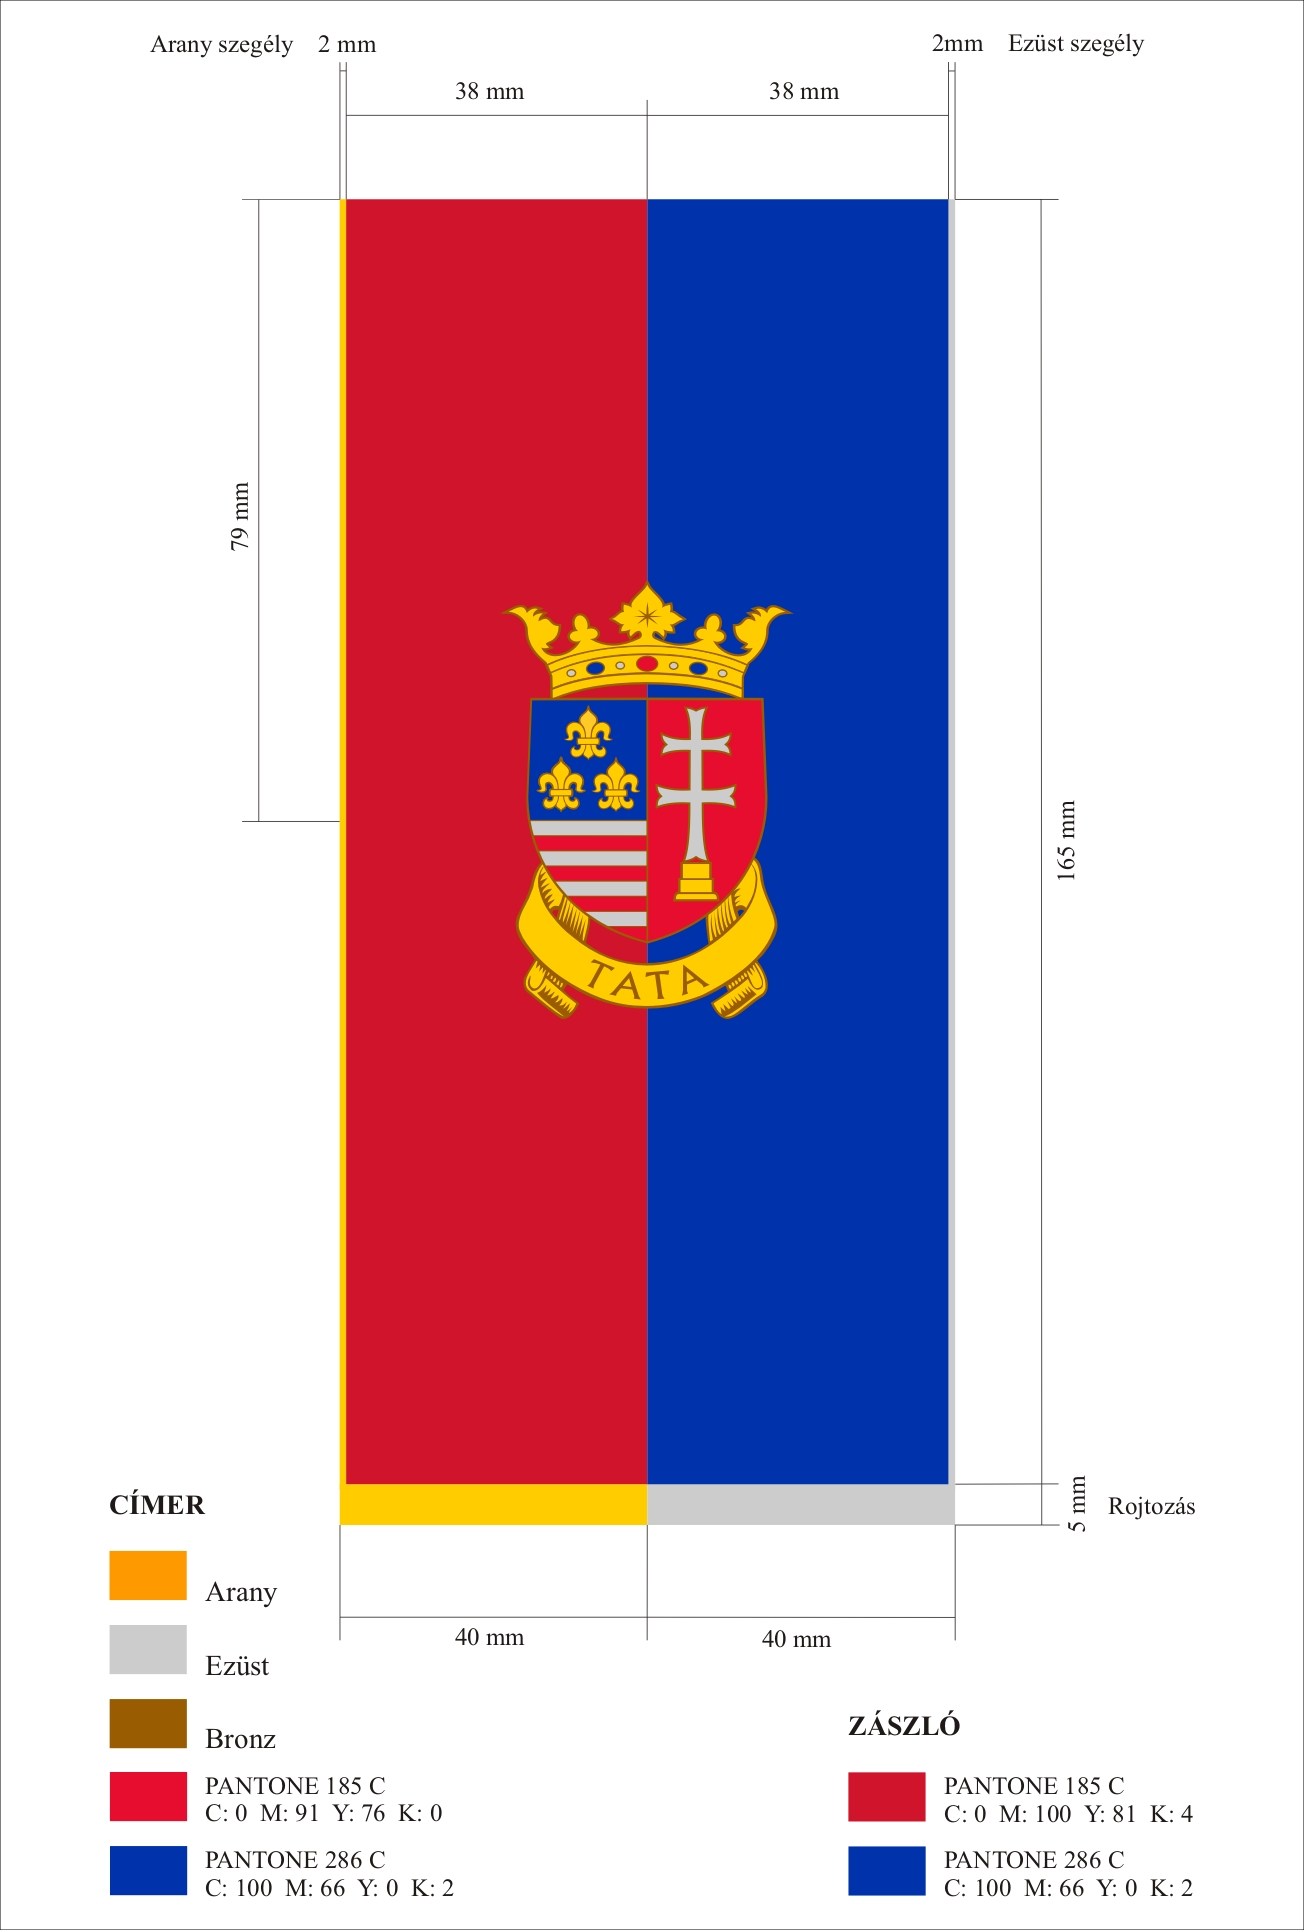 Arany szegély 2 mm
2mm Ezüst szegély
38 mm
38 mm
79 mm
165 mm
TATA
5 mm
Rojtozás
40 mm
40 mm
CÍMER
Arany
Ezüst
Bronz
PANTONE 185 C
C: 0 M: 91 Y: 76 K: 0
PANTONE 286 C
C: 100 M: 66 Y: 0 K: 2
ZÁSZLÓ
PANTONE 185 C
C: 0 M: 100 Y: 81 K: 4
PANTONE 286 C
C: 100 M: 66 Y: 0 K: 2